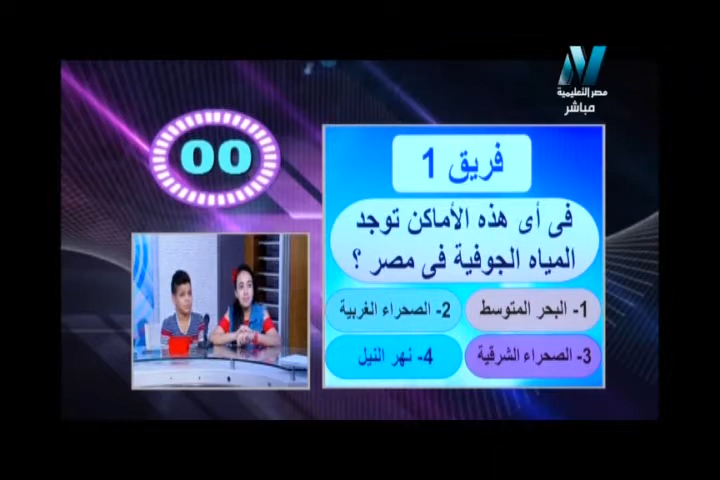 مصر التعليمية
مباشر
00
فريق 1
فى أى هذه الأماكن توجد
المياه الجوفية فى مصر ؟
1- البحر المتوسط
2- الصحراء الغربية
3- الصحراء الشرقية
4- نهر النيل